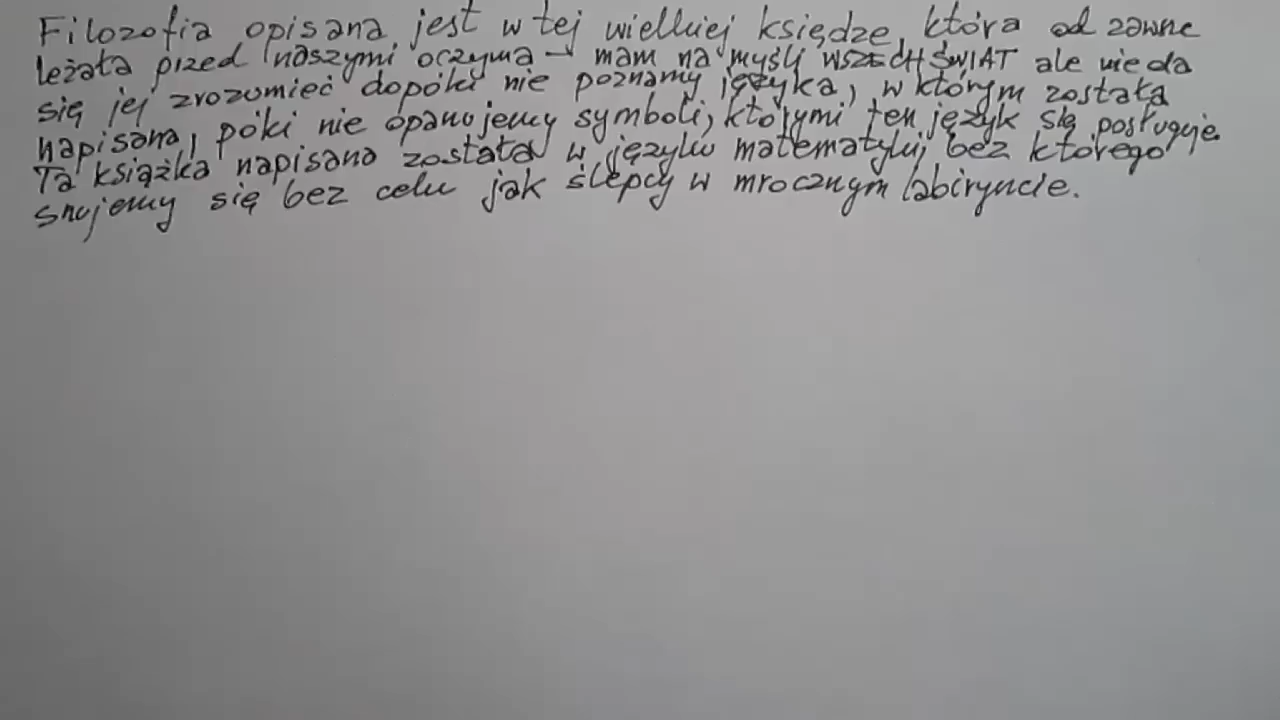 Filozofia opisana jest w tej wielkiej księdze, która od zawsze
leżała przed naszymi oczyma – mam na myśli WSZECHŚWIAT ale nie da
się jej zrozumieć dopóki nie poznamy języka, w którym została
napisana, póki nie opanujemy symboli, którymi ten język się posługuje.
Ta książka napisana została w języku matematyki, bez którego
snujemy się bez celu jak ślepcy w mrocznym labiryncie.